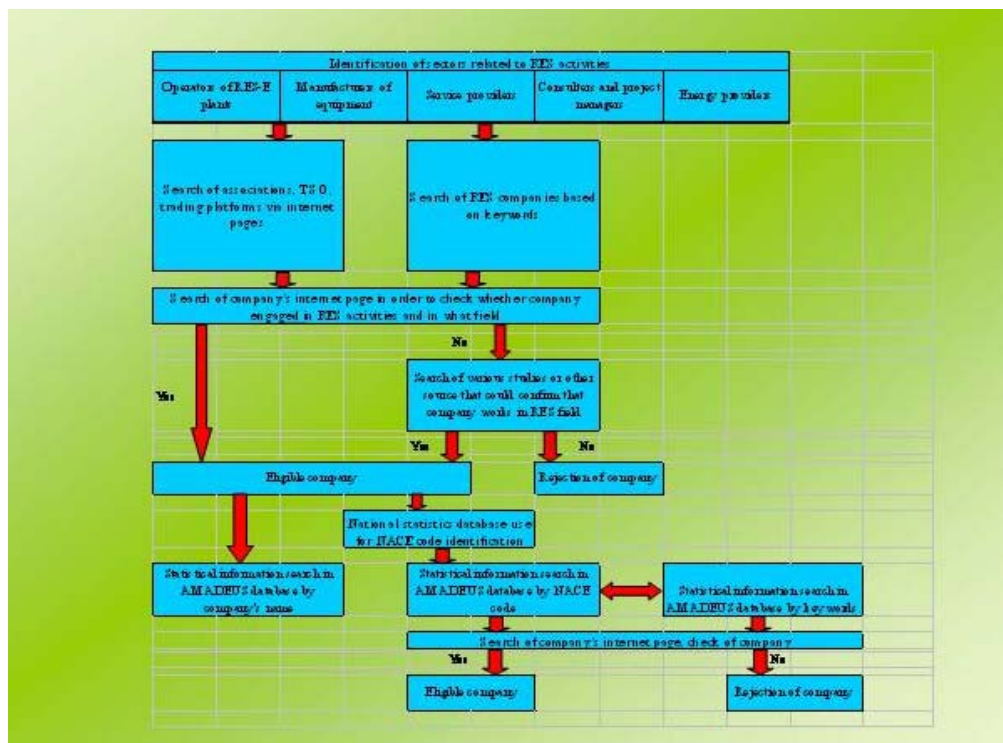 Identification of sectors related to RES activities
Operators of RES-E
plants
Manufacturers of
equipment
Service providers
Consulters and project
managers
Energy providers
Search of associations, TSO,
trading platforms via internet
pages
Search of RES companies based
on keywords
Search of company's internet page in order to check whether company
engaged in RES activities and in what field
No
Yes
Search of various studies or other
source that could confirm that
company works in RES field
Yes
No
Eligible company
Rejection of company
National statistics database use
for NACE code identification
Statistical information search in
AMADEUS database by
company's name
Statistical information search in
AMADEUS database by NACE
code
Statistical information search in
AMADEUS database by key works
Search of company's internet page, check of company
Yes
No
Eligible company
Rejection of company